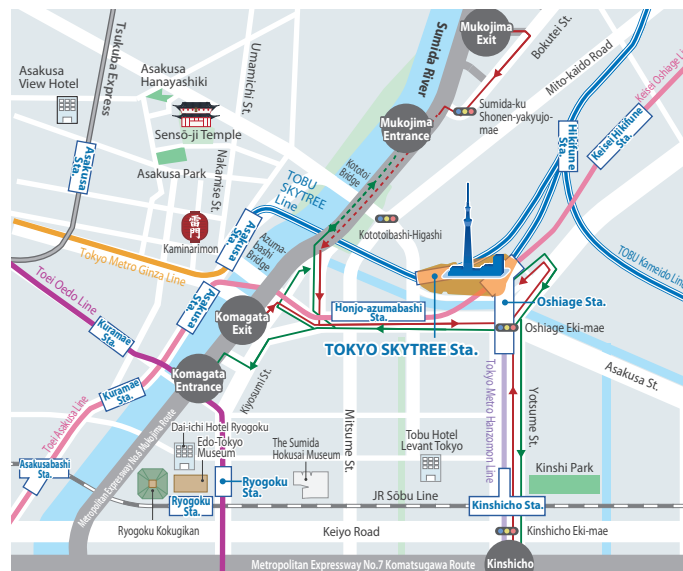 Mukojima
Exit
Bokutei St.
Mito-kaido Road
Keisei Oshiage Line
Tsukuba Express
Umamichi St.
Sumida River
Asakusa
View Hotel
Asakusa
Hanayashiki
Sensō-ji Temple
Mukojima
Entrance
Sumida-ku
Shonen-yakyujo-
mae
Hikifune
Sta.
Keisei Hikifune
Sta.
Asakusa
Sta.
Asakusa Park
Nakamise St.
TOBU
SKYTREE
Line
Kototoi
Bridge
雷門
Kaminarimon
Asakusa
Sta.
Azuma-
bashi
Bridge
Kototoibashi-Higashi
Tokyo Metro Ginza Line
TOBU Kameido Line
Toei Oedo Line
Asakusa
Sta.
Komagata
Exit
Honjo-azumabashi
Sta.
Oshiage Sta.
Oshiage Eki-mae
Kuramae
Sta.
TOKYO SKYTREE Sta.
Asakusa St.
Komagata
Entrance
Kiyosumi St.
Kuramae
Sta.
Toei Asakusa Line
Mitsume St.
Tokyo Metro Hanzomon Line
Yotsume St.
Dai-ichi Hotel Ryogoku
Edo-Tokyo
Museum
The Sumida
Hokusai Museum
Tobu Hotel
Levant Tokyo
Kinshi Park
Asakusabashi
Sta.
Metropolitan Expressway No.6 Mukojima Route
Ryogoku
Sta.
Ryogoku
Sta.
JR Sōbu Line
Kinshicho Sta.
Ryogoku Kokugikan
Keiyo Road
Kinshicho Eki-mae
Metropolitan Expressway No.7 Komatsugawa Route
Kinshicho